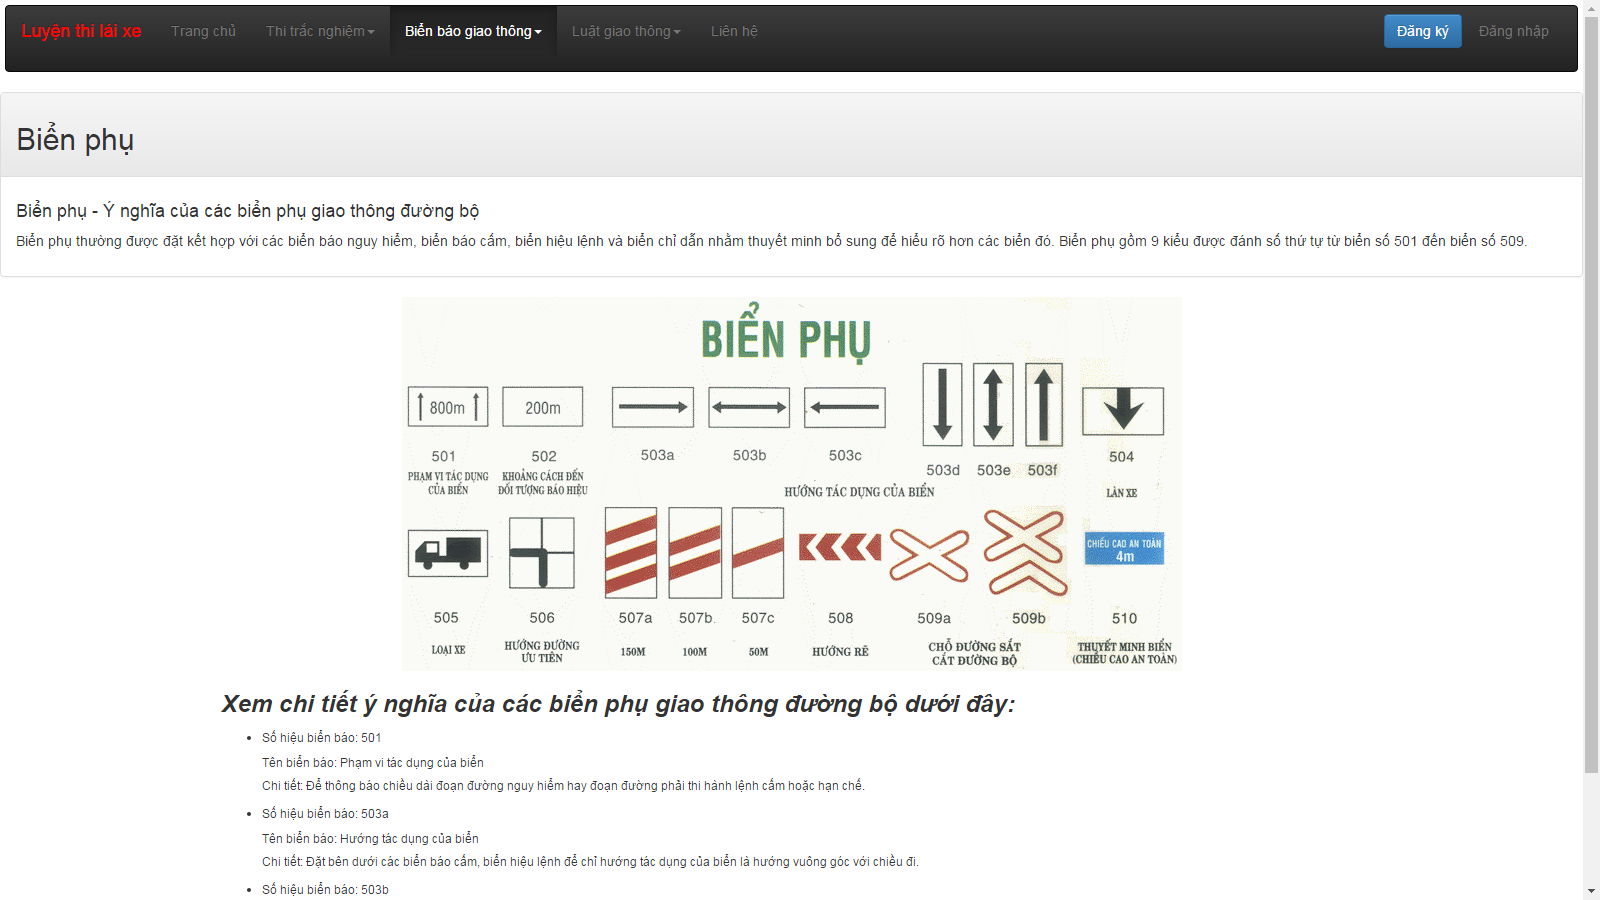 Luyện thi lái xe Trang chủ Thi trắc nghiệm Biển báo giao thông Luật giao thông Liên hệ Đăng ký Đăng nhập
Biển phụ
Biển phụ - Ý nghĩa của các biển phụ giao thông đường bộ
Biển phụ thường được đặt kết hợp với các biển báo nguy hiểm, biển báo cấm, biển hiệu lệnh và biển chỉ dẫn nhằm thuyết minh bổ sung để hiểu rõ hơn các biển đó. Biển phụ gồm 9 kiểu được đánh số thứ tự từ biển số 501 đến biển số 509.
BIỂN PHỤ
800m 200m
501 502 503a 503b 503c 503d 503e 503f 504
PHẠM VI TÁC DỤNG
CỦA BIỂN
KHOẢNG CÁCH ĐẾN
ĐỐI TƯỢNG BÁO HIỆU
HƯỚNG TÁC DỤNG CỦA BIỂN
LÀN XE
CHIỀU CAO AN TOÀN
4m
505 506 507a 507b 507c 508 509a 509b 510
LOẠI XE
HƯỚNG ĐƯỜNG
ƯU TIÊN
150M 100M 50M HƯỚNG RẼ
CHỖ ĐƯỜNG SẮT
CẮT ĐƯỜNG BỘ
THUYẾT MINH BIỂN
(CHIỀU CAO AN TOÀN)
Xem chi tiết ý nghĩa của các biển phụ giao thông đường bộ dưới đây:
Số hiệu biển báo: 501
Tên biển báo: Phạm vi tác dụng của biển
Chi tiết: Để thông báo chiều dài đoạn đường nguy hiểm hay đoạn đường phải thi hành lệnh cấm hoặc hạn chế.
Số hiệu biển báo: 503a
Tên biển báo: Hướng tác dụng của biển
Chi tiết: Đặt bên dưới các biển báo cấm, biển hiệu lệnh để chỉ hướng tác dụng của biển là hướng vuông góc với chiều đi.
Số hiệu biển báo: 503b